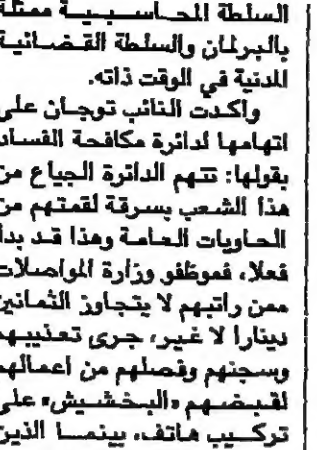 السلطة المحاسبية ممثلة
بالبرلمان والسلطة القضائية
المدنية في الوقت ذاته.
واكدت النائب توجان على
اتهامها لدائرة مكافحة الفساد
بقولها: تتهم الدائرة الجياع من
هذا الشعب بسرقة لقمتهم من
الحاويات العامة وهذا قد بدأ
فعلا، فموظفو وزارة المواصلات
ممن راتبهم لا يتجاوز الثمانين
دينارا لا غير، جرى تعذيبهم
وسجنهم وفصلهم من اعمالهم
لقبضهم «البخشيش» على
تركيب هاتف، بينما الذين